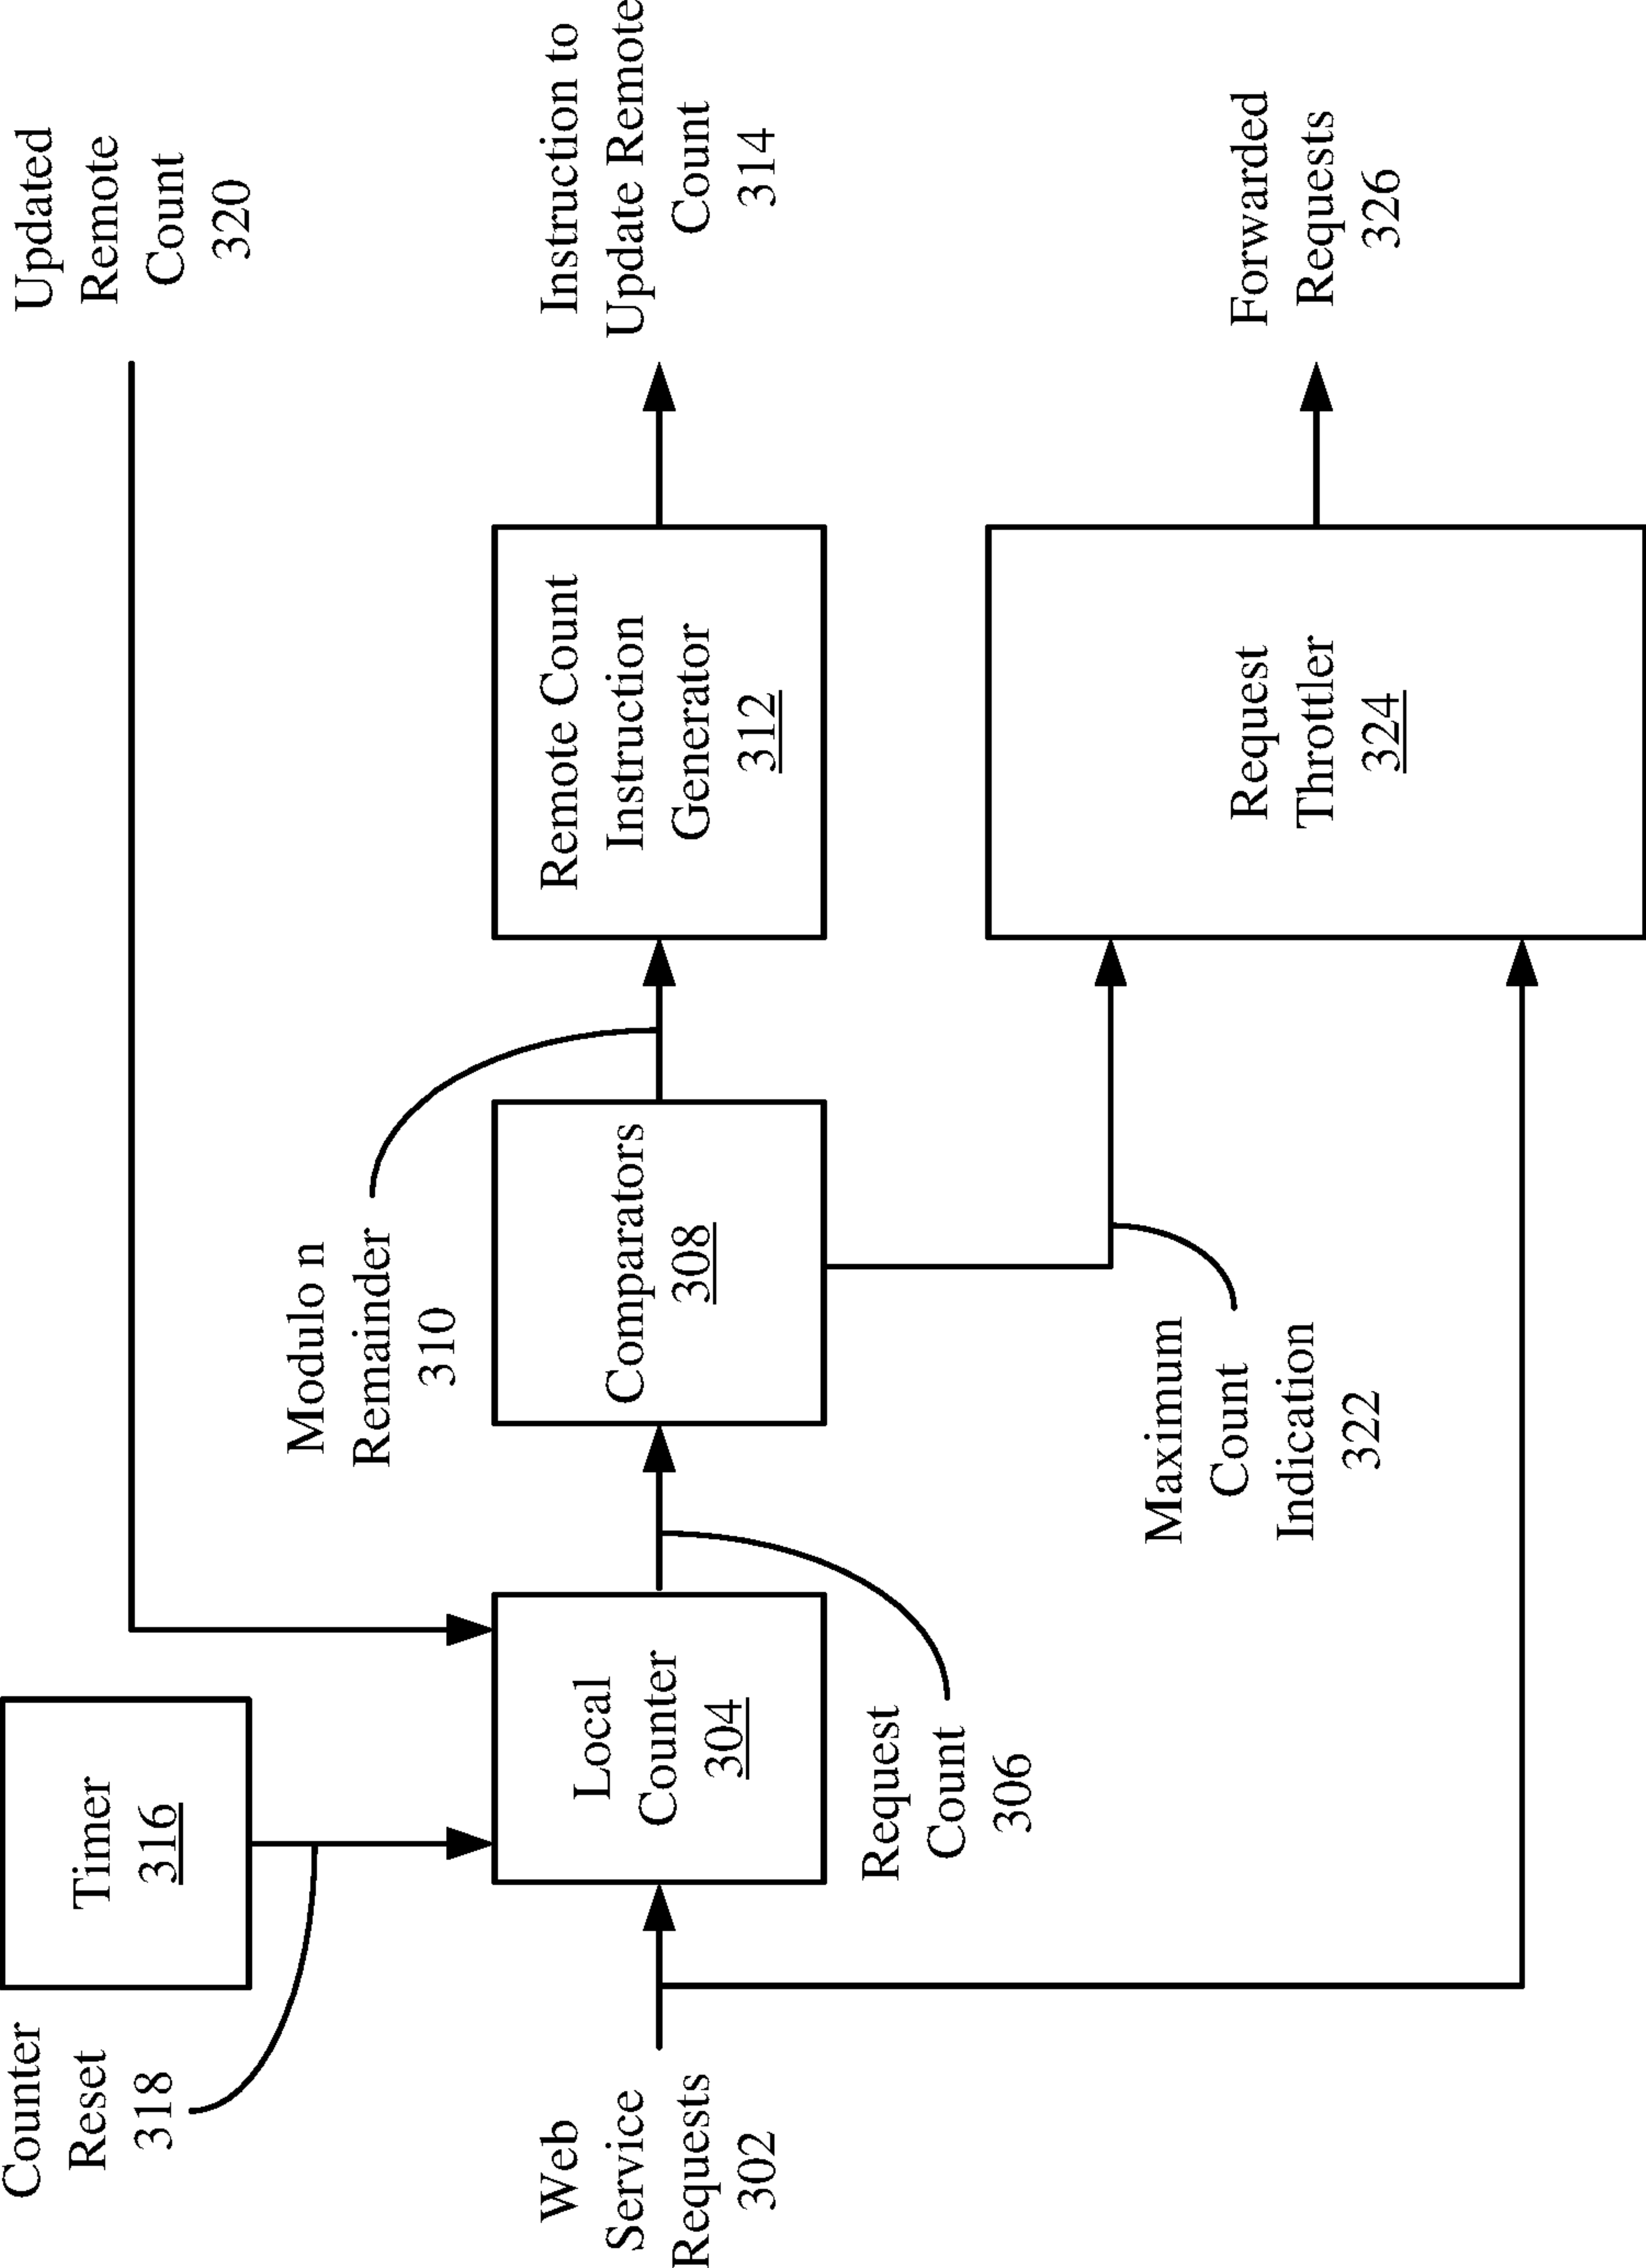 Counter
Reset
318
Timer
316
Updated
Remote
Count
320
Modulo n
Remainder
310
Web
Service
Requests
302
Local
Counter
304
Comparators
308
Remote Count
Instruction
Generator
312
Instruction to
Update Remote
Count
314
Request
Count
306
Maximum
Count
Indication
322
Request
Throttler
324
Forwarded
Requests
326